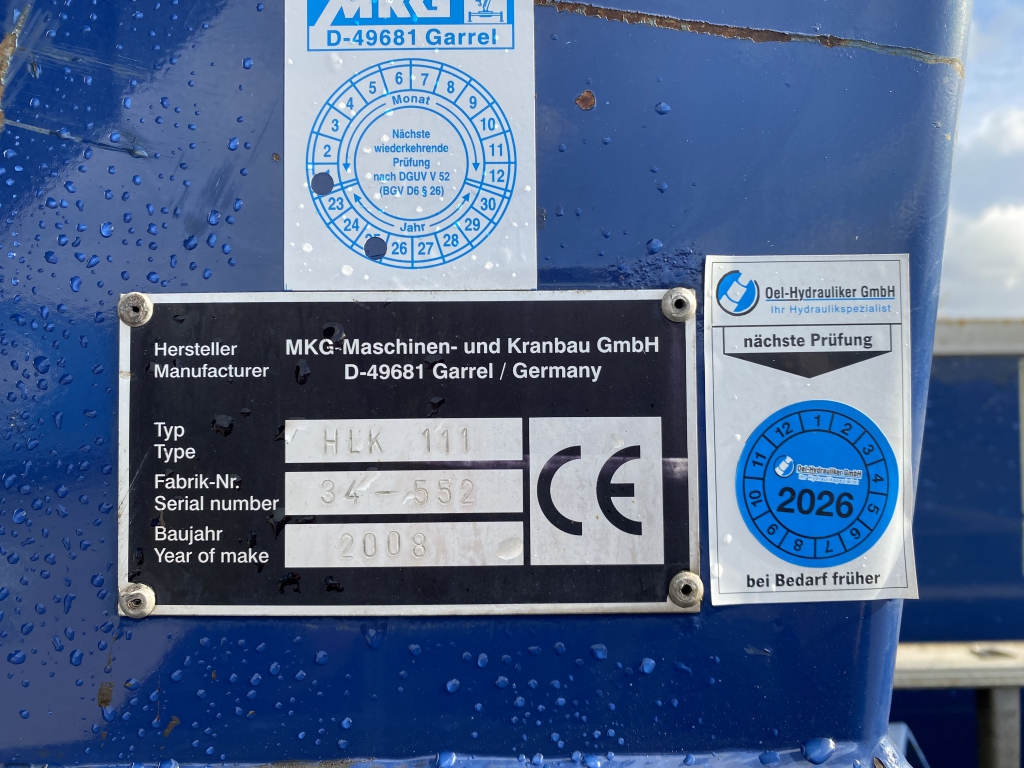 MKG
D-49681 Garrel
2 3 4 5 6 7 8 9 10 11 12
Monat
Nächste
wiederkehrende
Prüfung
nach DGUV V 52
(BGV D6 § 26)
Jahr
23 24 25 26 27 28 29 30
Hersteller
Manufacturer
MKG-Maschinen- und Kranbau GmbH
D-49681 Garrel / Germany
Typ
Type
HLK 111
Fabrik-Nr.
Serial number
34-552
Baujahr
Year of make
2008
CE
Oel-Hydrauliker GmbH
Ihr Hydraulikspezialist
nächste Prüfung
1 2 3 4 5 6 7 8 9 10 11 12
Oel-Hydrauliker GmbH
2026
bei Bedarf früher